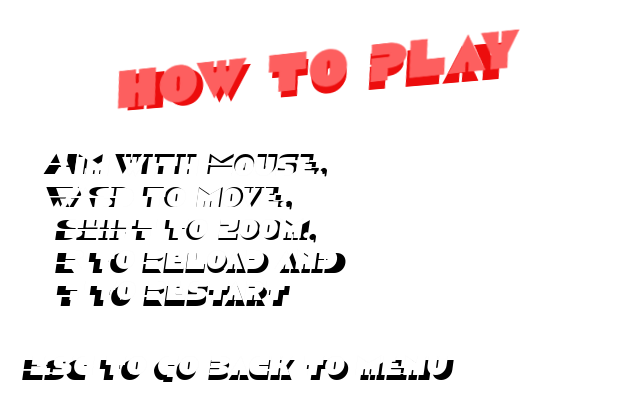 HOW TO PLAY
AIM WITH MOUSE,
WASD TO MOVE,
SHIFT TO ZOOM,
TO RELOAD AND
TO RESTART
ESC TO GO BACK TO MENU